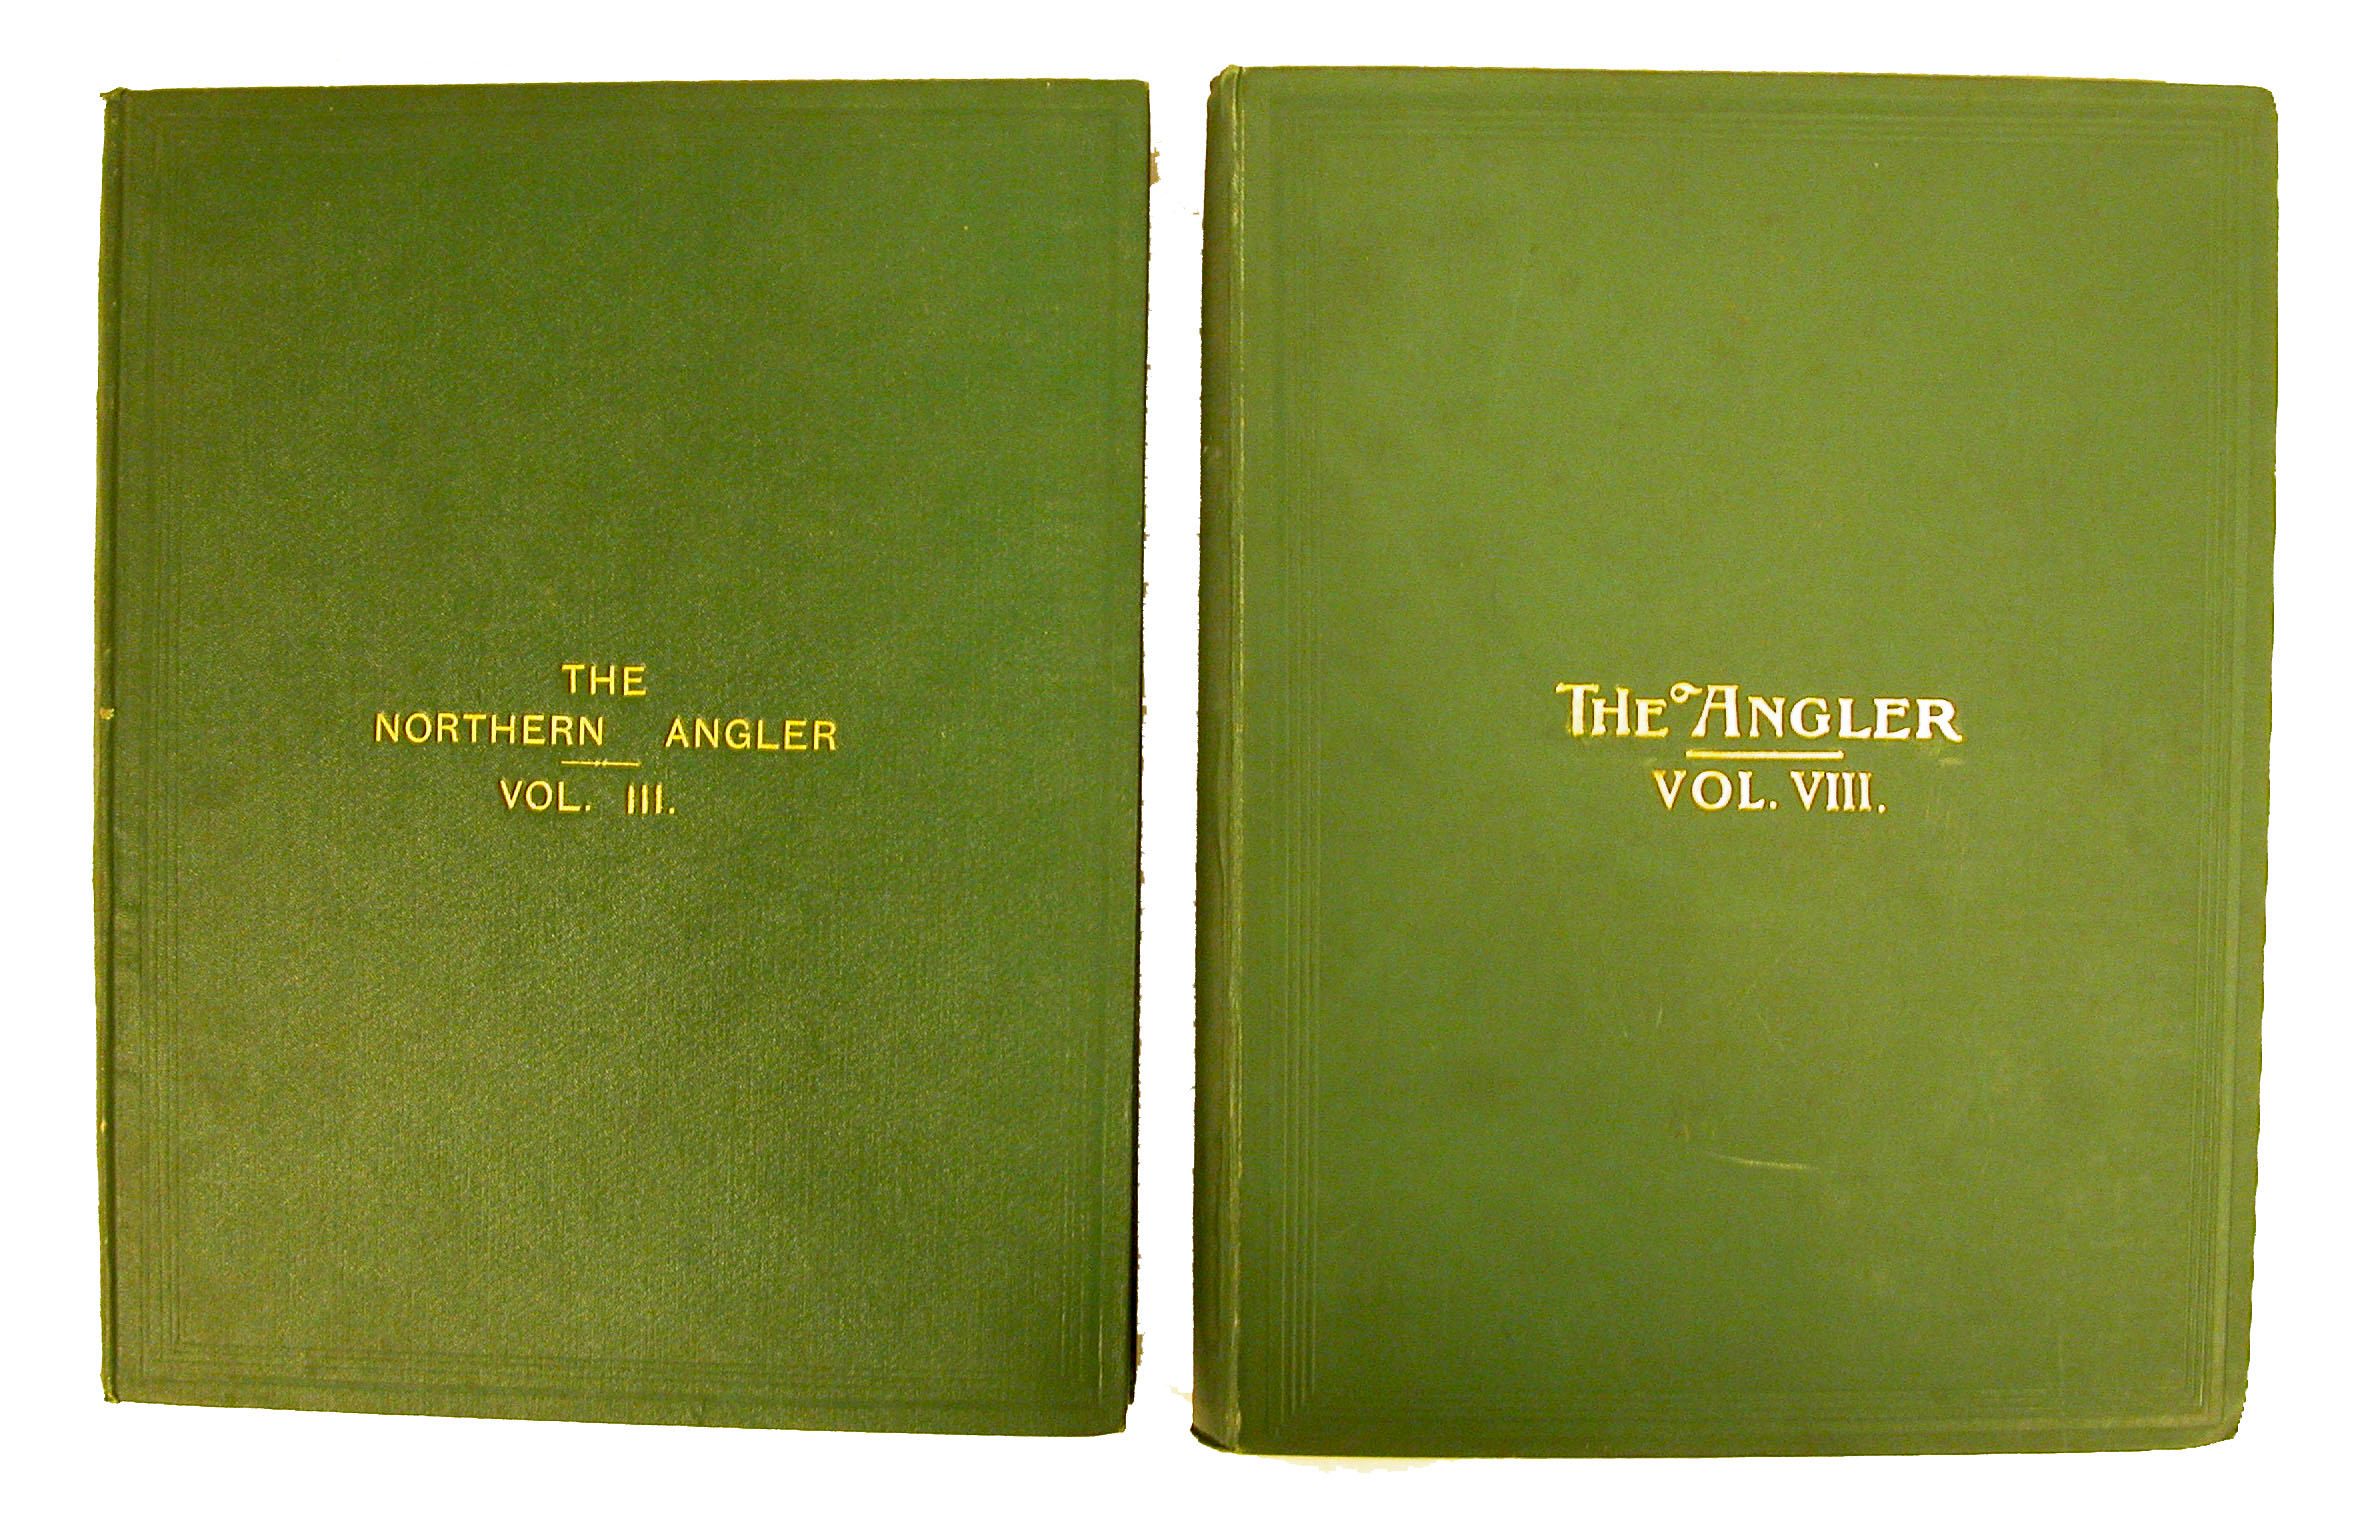 THE
NORTHERN ANGLER
VOL. III.
THE ANGLER
VOL. VIII.